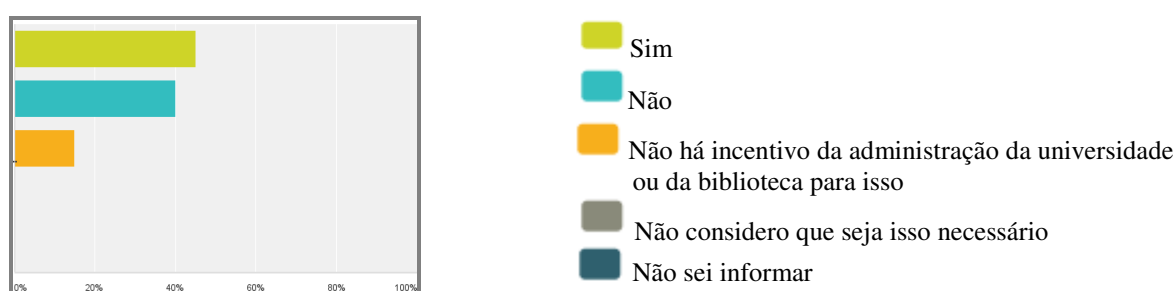 Sim
Não
Não há incentivo da administração da universidade
ou da biblioteca para isso
Não considero que seja isso necessário
Não sei informar
0% 20% 40% 60% 80% 100%